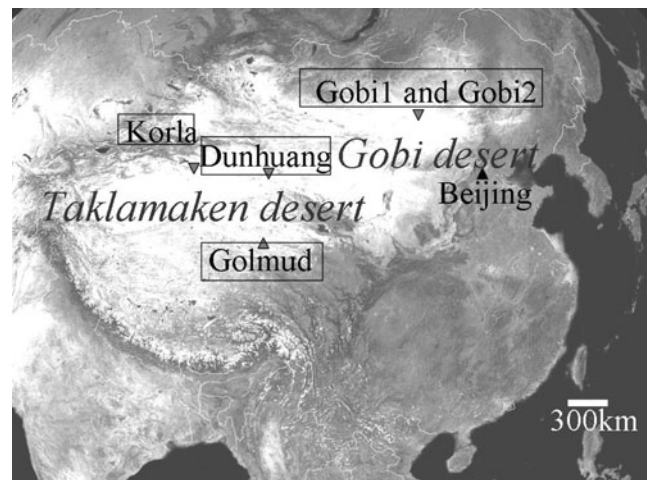 Gobi1 and Gobi2
Korla
Dunhuang
Gobi desert
Beijing
Taklamaken desert
Golmud
300km